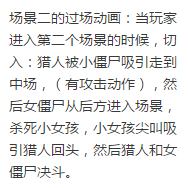 场景二的过场动画：当玩家
进入第二个场景的时候，切
入：猎人被小僵尸吸引走到
中场，（有攻击动作），然
后女僵尸从后方进入场景，
杀死小女孩，小女孩尖叫吸
引猎人回头，然后猎人和女
僵尸决斗。